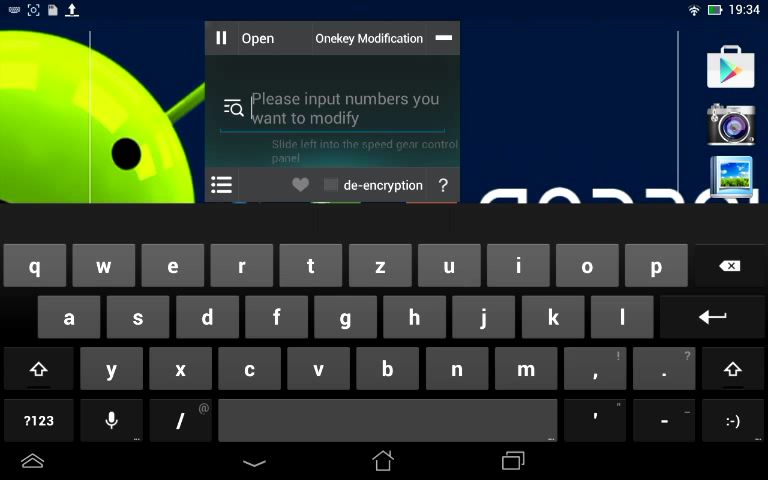 19:34
Open
Onekey Modification
Please input numbers you
want to modify
Slide left into the speed gear control
panel
de-encryption
?
q w e r t z u i o p
a s d f g h j k l
y x c v b n m , ! . ?
?123 / @ ' " - _ :-)